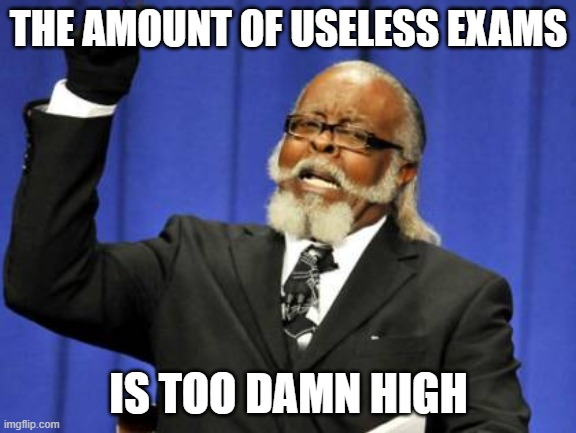 THE AMOUNT OF USELESS EXAMS
IS TOO DAMN HIGH
imgflip.com